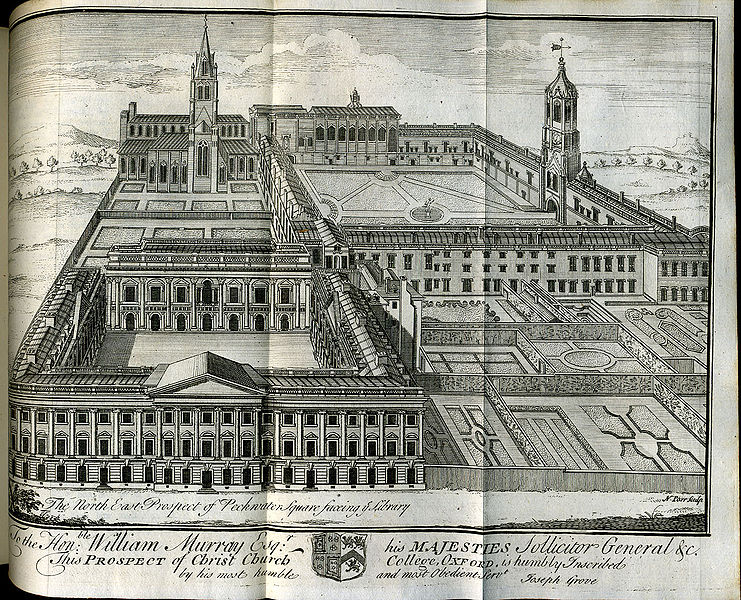 The North East Prospect of Peckwater Square facing ye Library
N. Parr Sculp.
To the Honble. William Murray Esqr. his MAJESTIES Sollicitor General &c.
This PROSPECT of Christ Church College, OXFORD, is humbly Inscribed
by his most humble and most Obedient Servt.
Joseph Grove